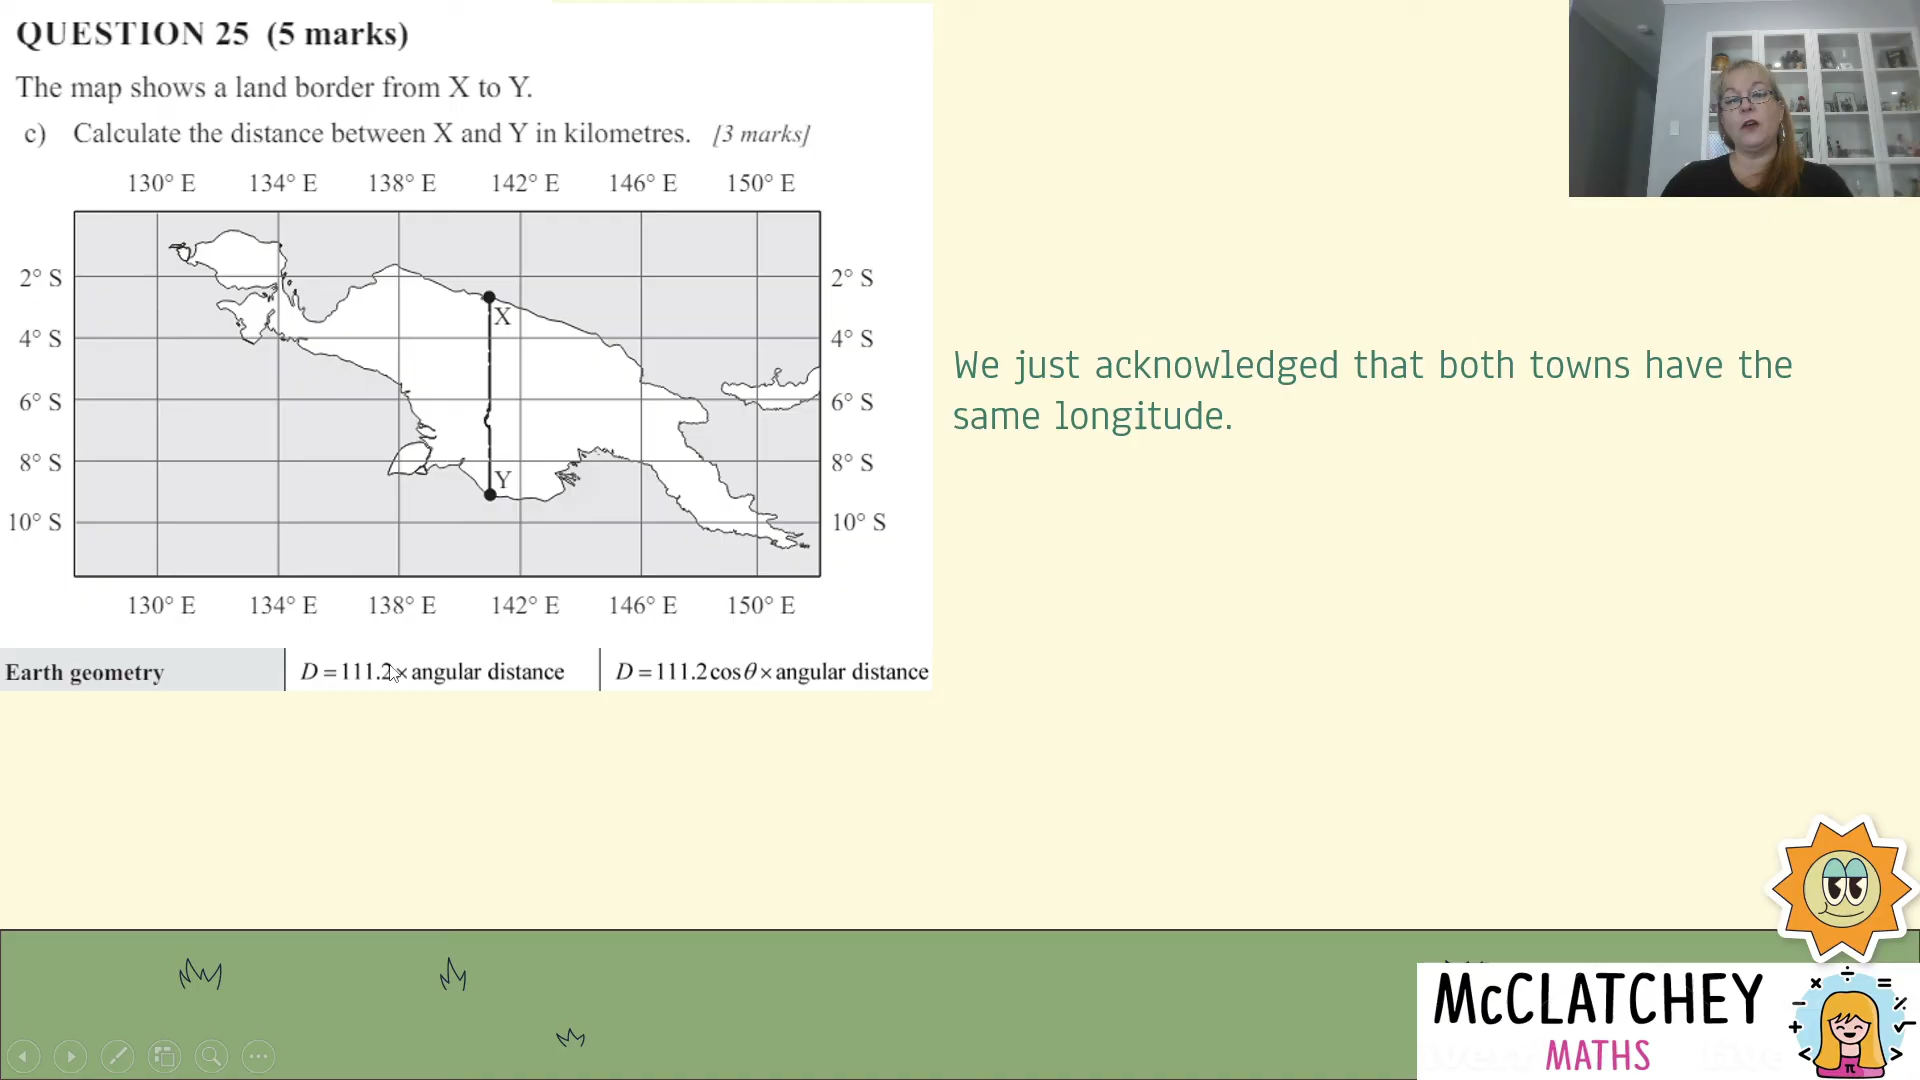 QUESTION 25 (5 marks)
The map shows a land border from X to Y.
c) Calculate the distance between X and Y in kilometres. [3 marks]
130° E 134° E 138° E 142° E 146° E 150° E
2° S 2° S
X
4° S 4° S
6° S 6° S
8° S 8° S
Y
10° S 10° S
130° E 134° E 138° E 142° E 146° E 150° E
Earth geometry D = 111.2 × angular distance D = 111.2 cos θ × angular distance
We just acknowledged that both towns have the
same longitude.
McCLATCHEY
MATHS